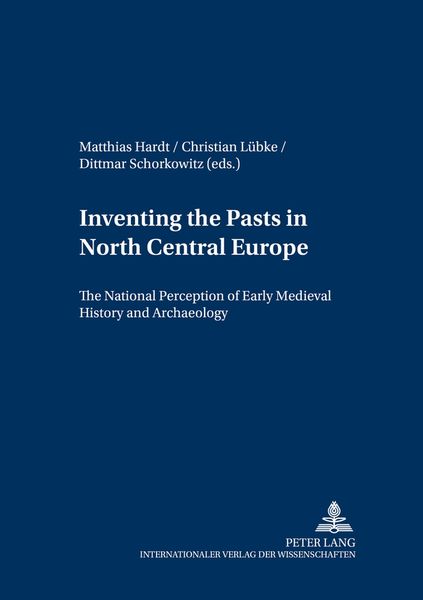 Matthias Hardt / Christian Lübke /
Dittmar Schorkowitz (eds.)
Inventing the Pasts in
North Central Europe
The National Perception of Early Medieval
History and Archaeology
PETER LANG
INTERNATIONALER VERLAG DER WISSENSCHAFTEN